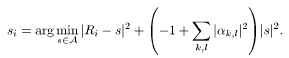 $$s_i = \arg\min_{s \in \mathcal{A}} |R_i - s|^2 + \left( -1 + \sum_{k,l} |\alpha_{k,l}|^2 \right) |s|^2.$$